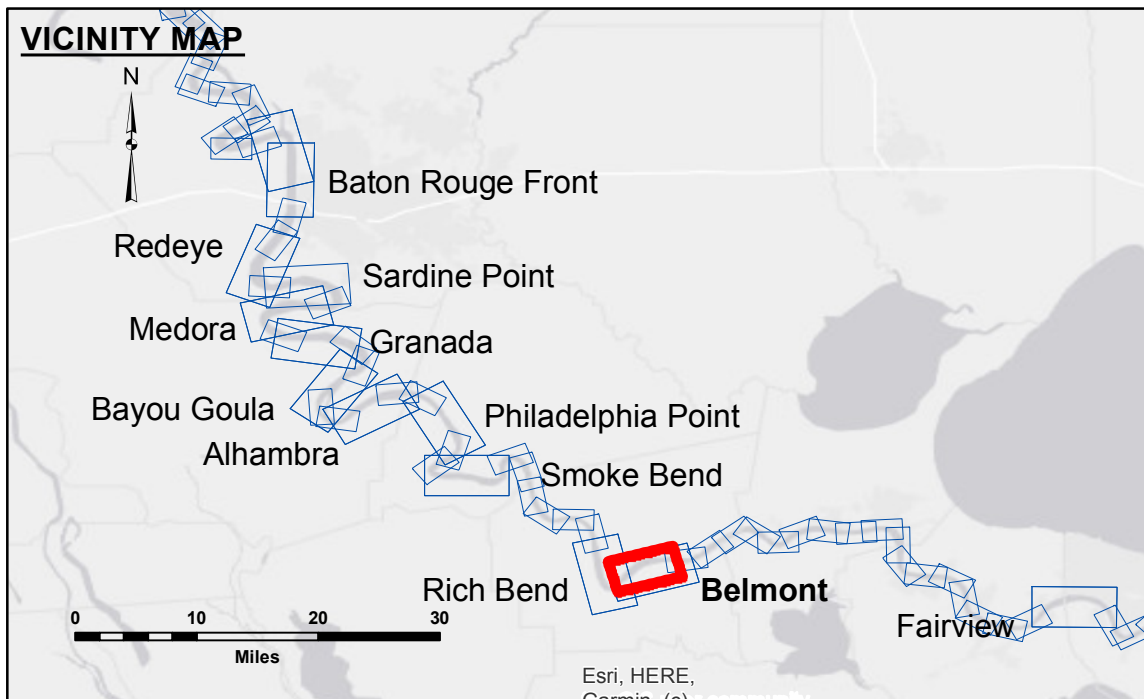 VICINITY MAP
N
Baton Rouge Front
Redeye
Sardine Point
Medora
Granada
Bayou Goula
Philadelphia Point
Alhambra
Smoke Bend
Rich Bend
Belmont
Fairview
0 10 20 30
Miles
Esri, HERE,